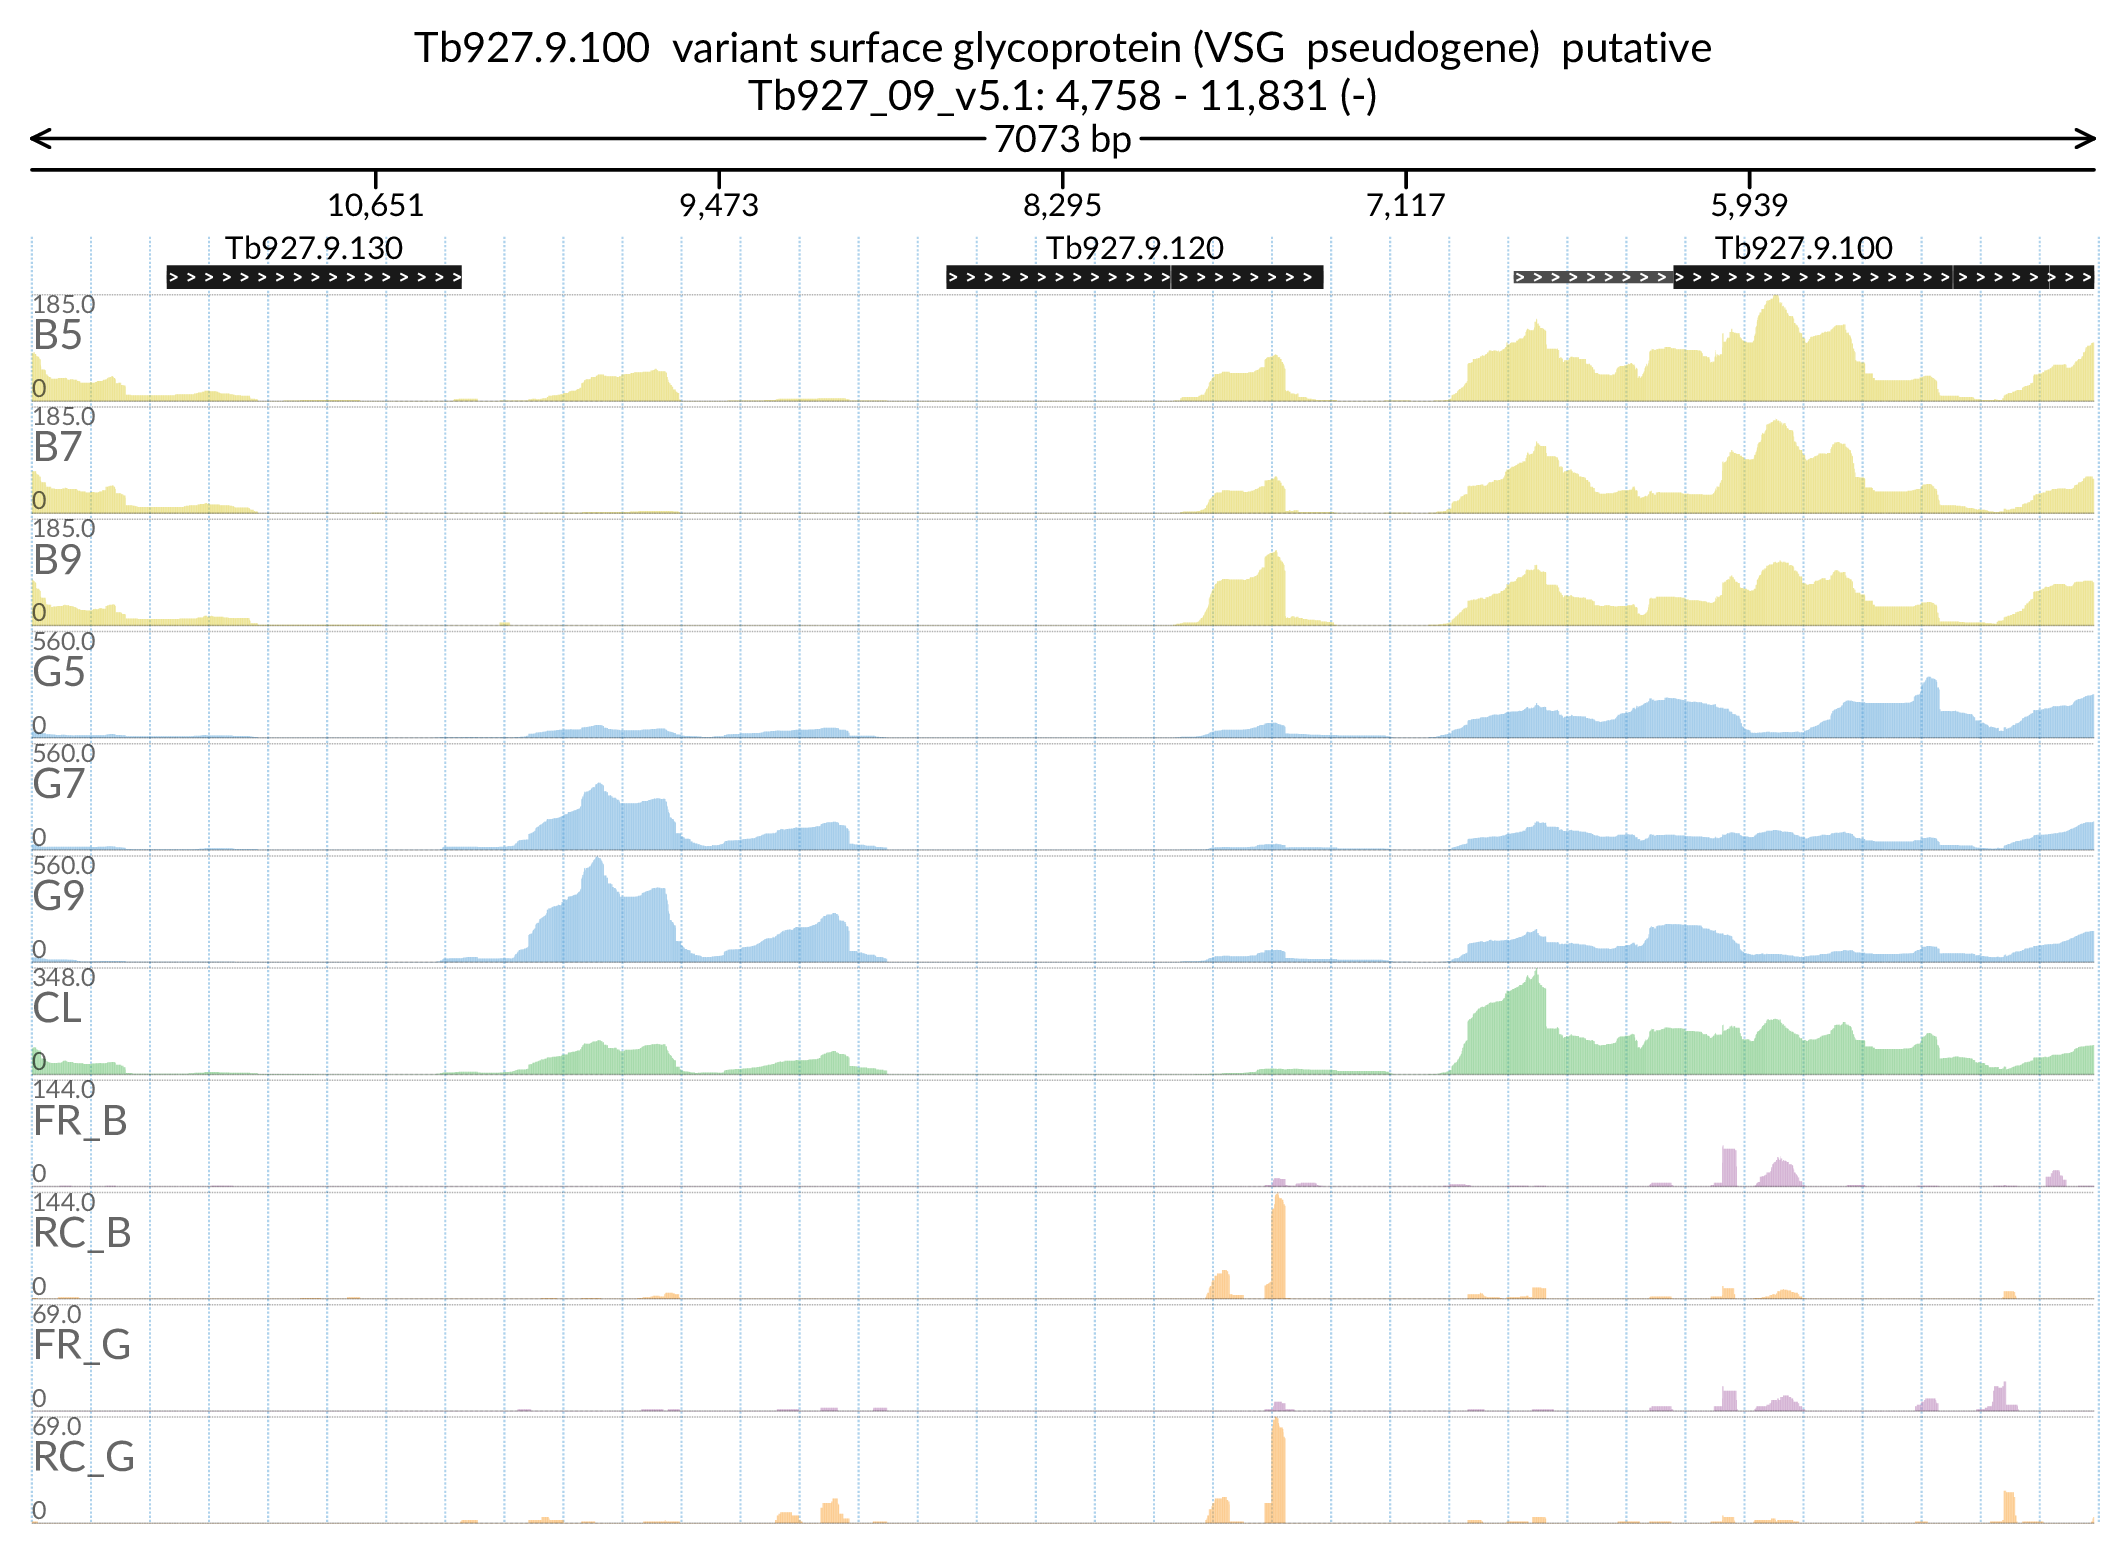 Tb927.9.100  variant surface glycoprotein (VSG  pseudogene)  putative
Tb927_09_v5.1: 4,758 - 11,831 (-)
7073 bp
10,651 9,473 8,295 7,117 5,939
Tb927.9.130 Tb927.9.120 Tb927.9.100
185.0
B5
0
185.0
B7
0
185.0
B9
0
560.0
G5
0
560.0
G7
0
560.0
G9
0
348.0
CL
0
144.0
FR_B
0
144.0
RC_B
0
69.0
FR_G
0
69.0
RC_G
0